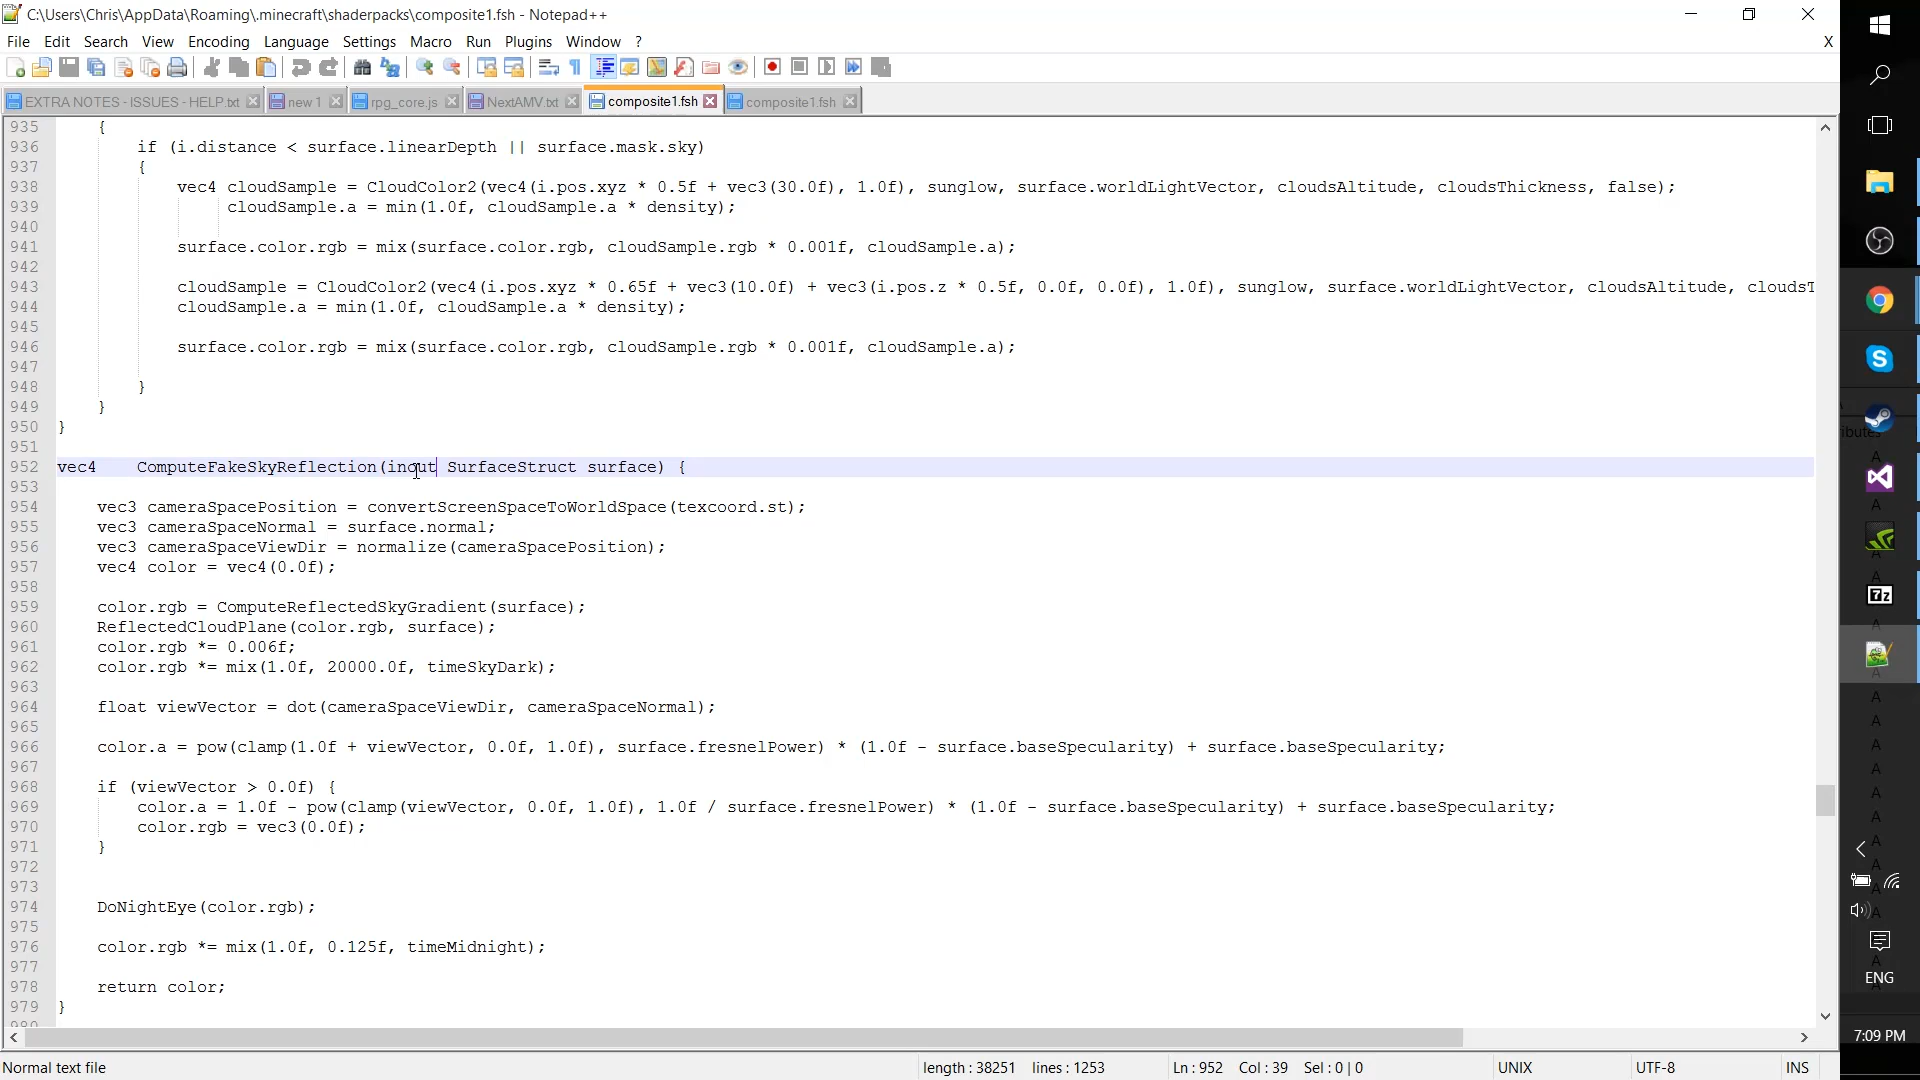 C:\Users\Chris\AppData\Roaming\.minecraft\shaderpacks\composite1.fsh - Notepad++
File Edit Search View Encoding Language Settings Macro Run Plugins Window ? X
EXTRA NOTES - ISSUES - HELP.txt new 1 rpg_core.js NextAMV.txt composite1.fsh composite1.fsh
935 {
936 if (i.distance < surface.linearDepth || surface.mask.sky)
937 {
938 vec4 cloudSample = CloudColor2(vec4(i.pos.xyz * 0.5f + vec3(30.0f), 1.0f), sunglow, surface.worldLightVector, cloudsAltitude, cloudsThickness, false);
939 cloudSample.a = min(1.0f, cloudSample.a * density);
940
941 surface.color.rgb = mix(surface.color.rgb, cloudSample.rgb * 0.001f, cloudSample.a);
942
943 cloudSample = CloudColor2(vec4(i.pos.xyz * 0.65f + vec3(10.0f) + vec3(i.pos.z * 0.5f, 0.0f, 0.0f), 1.0f), sunglow, surface.worldLightVector, cloudsAltitude, cloudsT
944 cloudSample.a = min(1.0f, cloudSample.a * density);
945
946 surface.color.rgb = mix(surface.color.rgb, cloudSample.rgb * 0.001f, cloudSample.a);
947
948 }
949 }
950 }
951
952 vec4 ComputeFakeSkyReflection(inout SurfaceStruct surface) {
953
954 vec3 cameraSpacePosition = convertScreenSpaceToWorldSpace(texcoord.st);
955 vec3 cameraSpaceNormal = surface.normal;
956 vec3 cameraSpaceViewDir = normalize(cameraSpacePosition);
957 vec4 color = vec4(0.0f);
958
959 color.rgb = ComputeReflectedSkyGradient(surface);
960 ReflectedCloudPlane(color.rgb, surface);
961 color.rgb *= 0.006f;
962 color.rgb *= mix(1.0f, 20000.0f, timeSkyDark);
963
964 float viewVector = dot(cameraSpaceViewDir, cameraSpaceNormal);
965
966 color.a = pow(clamp(1.0f + viewVector, 0.0f, 1.0f), surface.fresnelPower) * (1.0f - surface.baseSpecularity) + surface.baseSpecularity;
967
968 if (viewVector > 0.0f) {
969 color.a = 1.0f - pow(clamp(viewVector, 0.0f, 1.0f), 1.0f / surface.fresnelPower) * (1.0f - surface.baseSpecularity) + surface.baseSpecularity;
970 color.rgb = vec3(0.0f);
971 }
972
973
974 DoNightEye(color.rgb);
975
976 color.rgb *= mix(1.0f, 0.125f, timeMidnight);
977
978 return color;
979 }
980
Normal text file length : 38251 lines : 1253 Ln : 952 Col : 39 Sel : 0 | 0 UNIX UTF-8 INS
ENG
7:09 PM